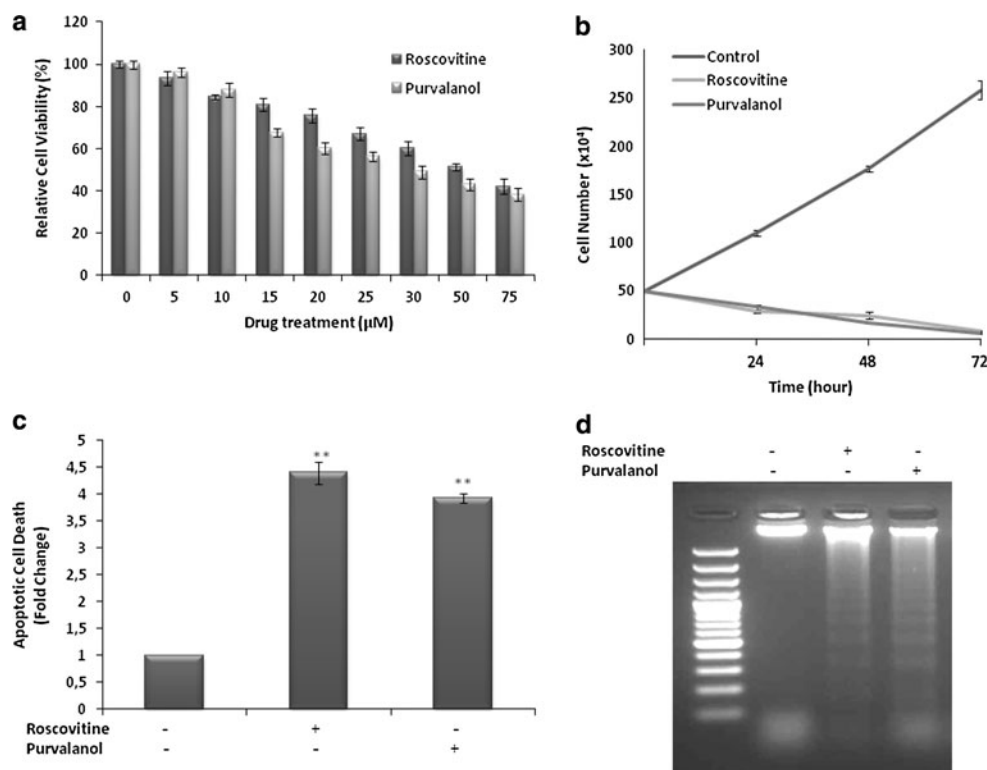 a
120
100
80
60
40
20
0
Relative Cell Viability (%)
Roscovitine
Purvalanol
0 5 10 15 20 25 30 50 75
Drug treatment (µM)
b
300
250
200
150
100
50
0
Cell Number (x10⁴)
Control
Roscovitine
Purvalanol
24 48 72
Time (hour)
c
5
4,5
4
3,5
3
2,5
2
1,5
1
0,5
0
Apoptotic Cell Death
(Fold Change)
** **
Roscovitine - + -
Purvalanol - - +
d
Roscovitine - + -
Purvalanol - - +